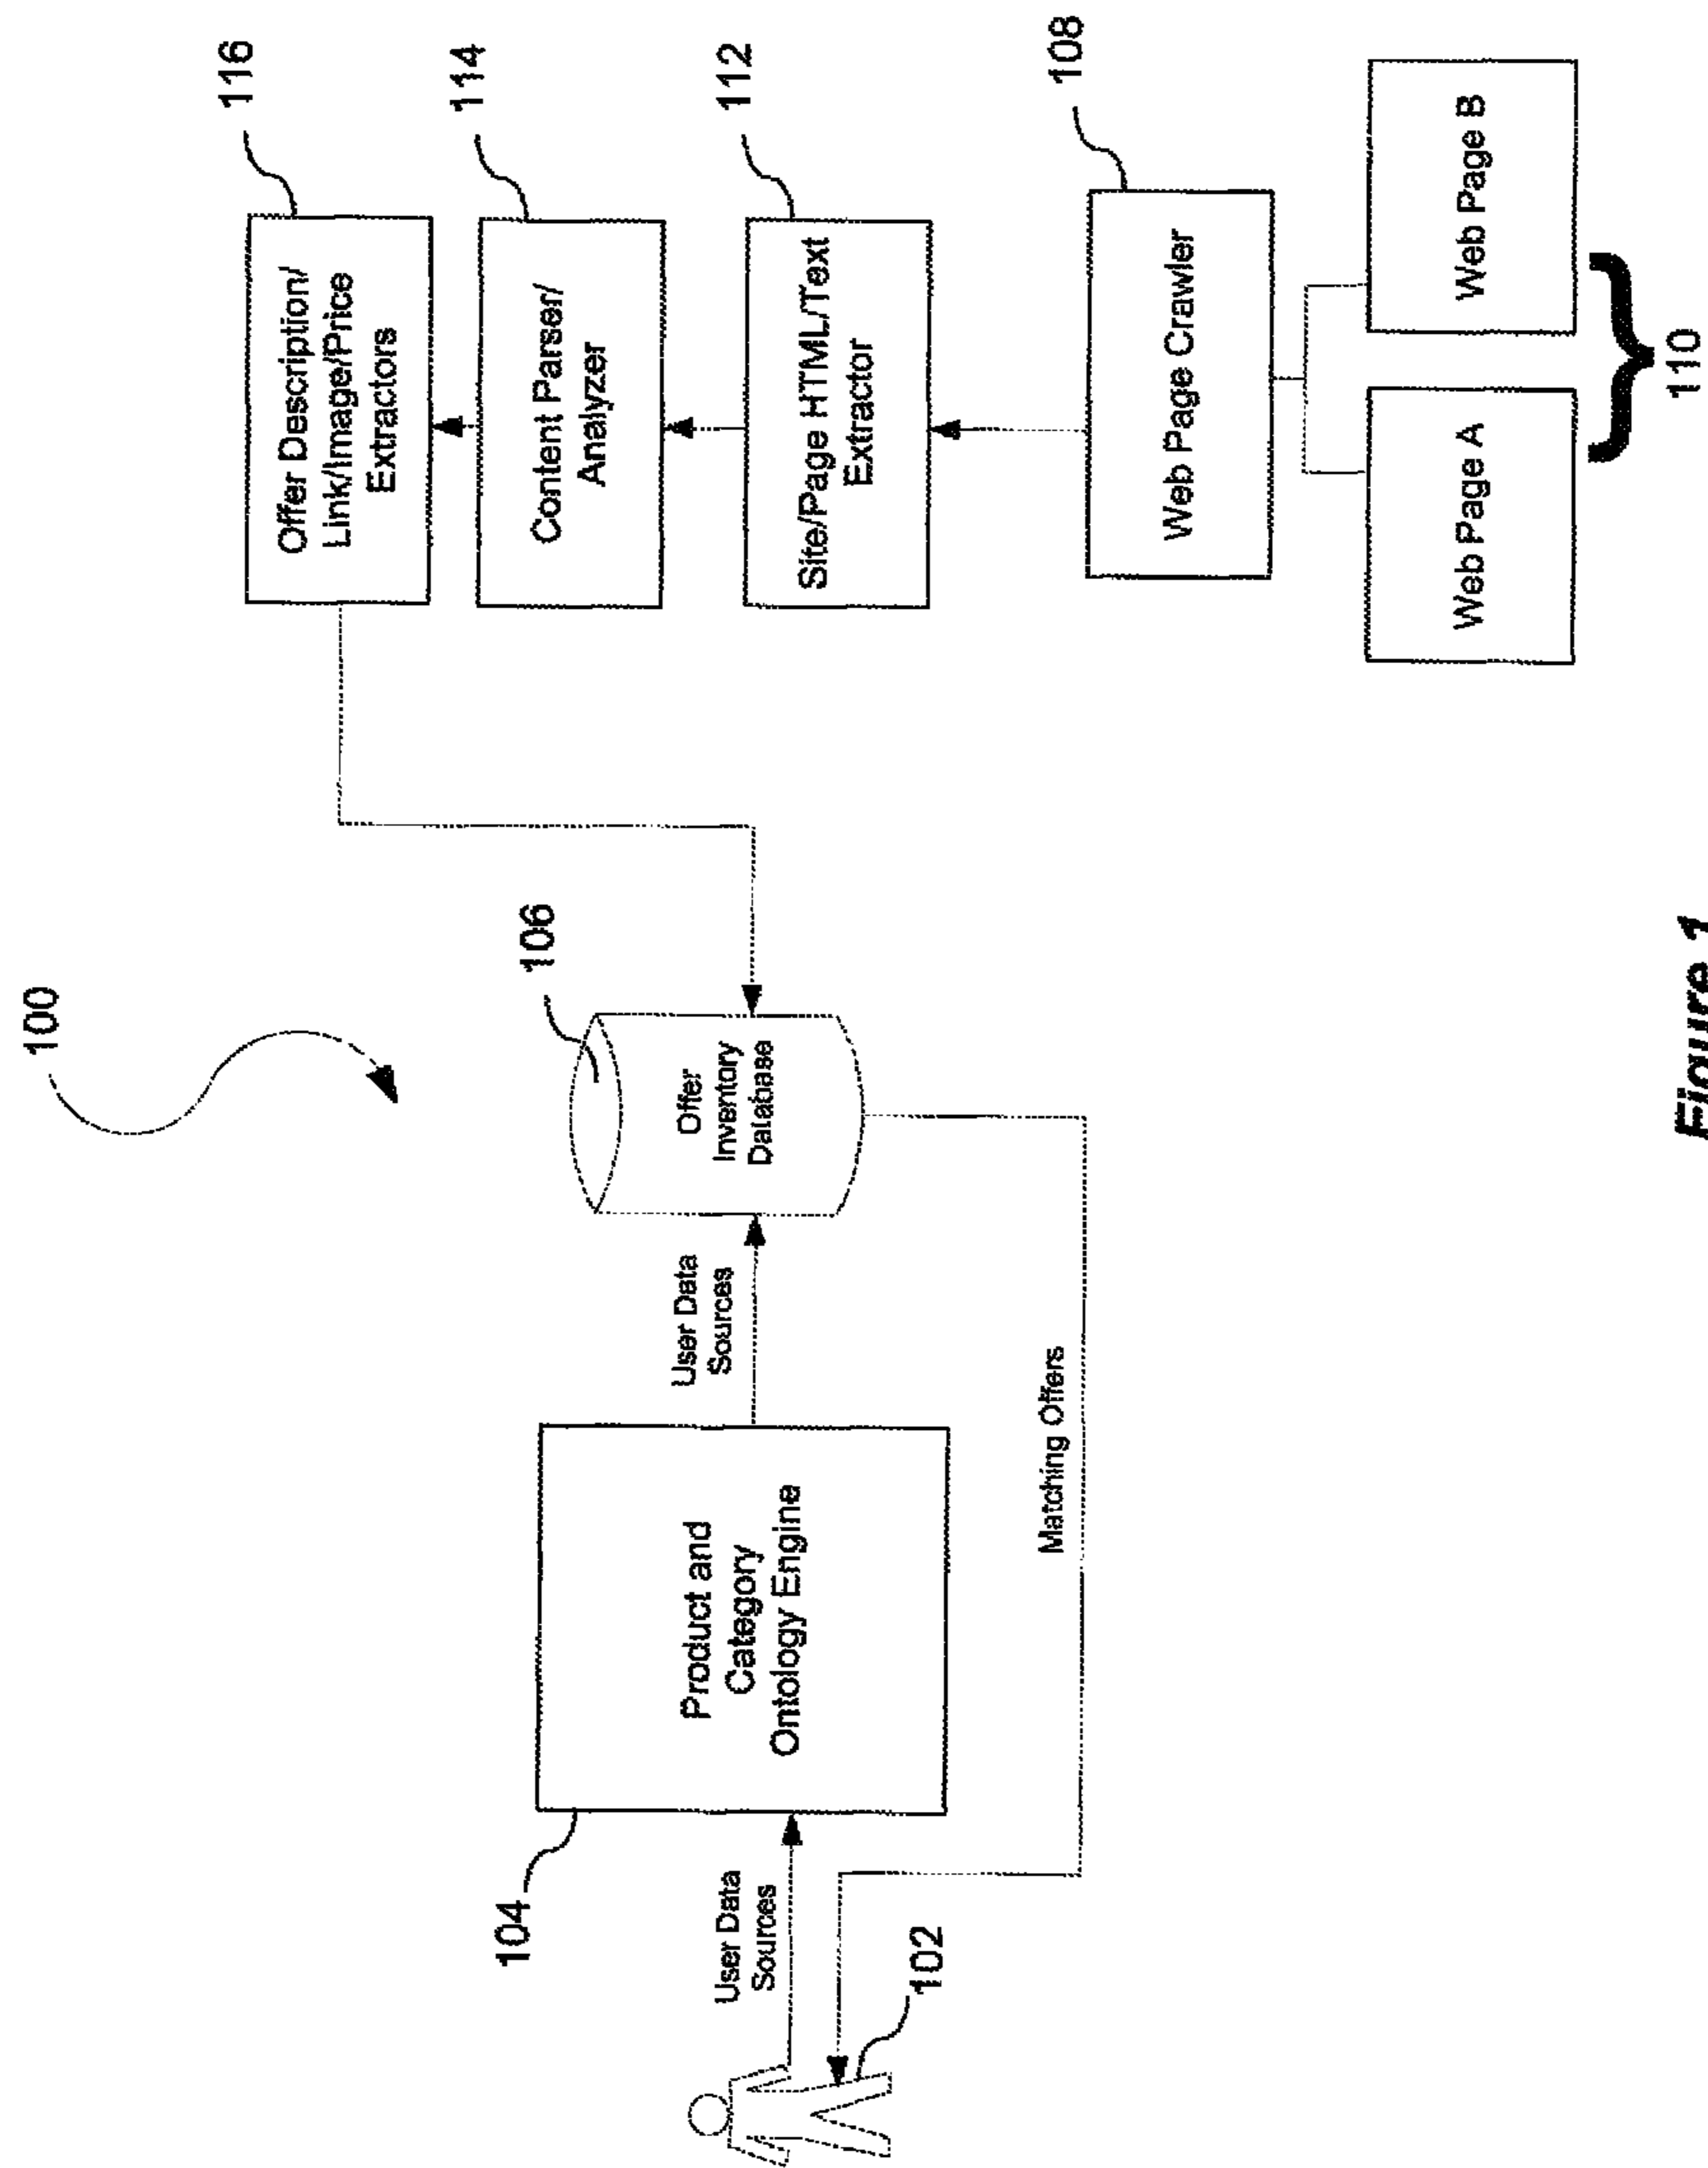 100
116
Offer Description/
Link/Image/Price
Extractors
114
Content Parser/
Analyzer
112
Site/Page HTML/Text
Extractor
108
Web Page Crawler
Web Page A
Web Page B
110
106
Offer
Inventory
Database
User Data
Sources
104
Product and
Category
Ontology Engine
User Data
Sources
102
Matching Offers
Figure 1